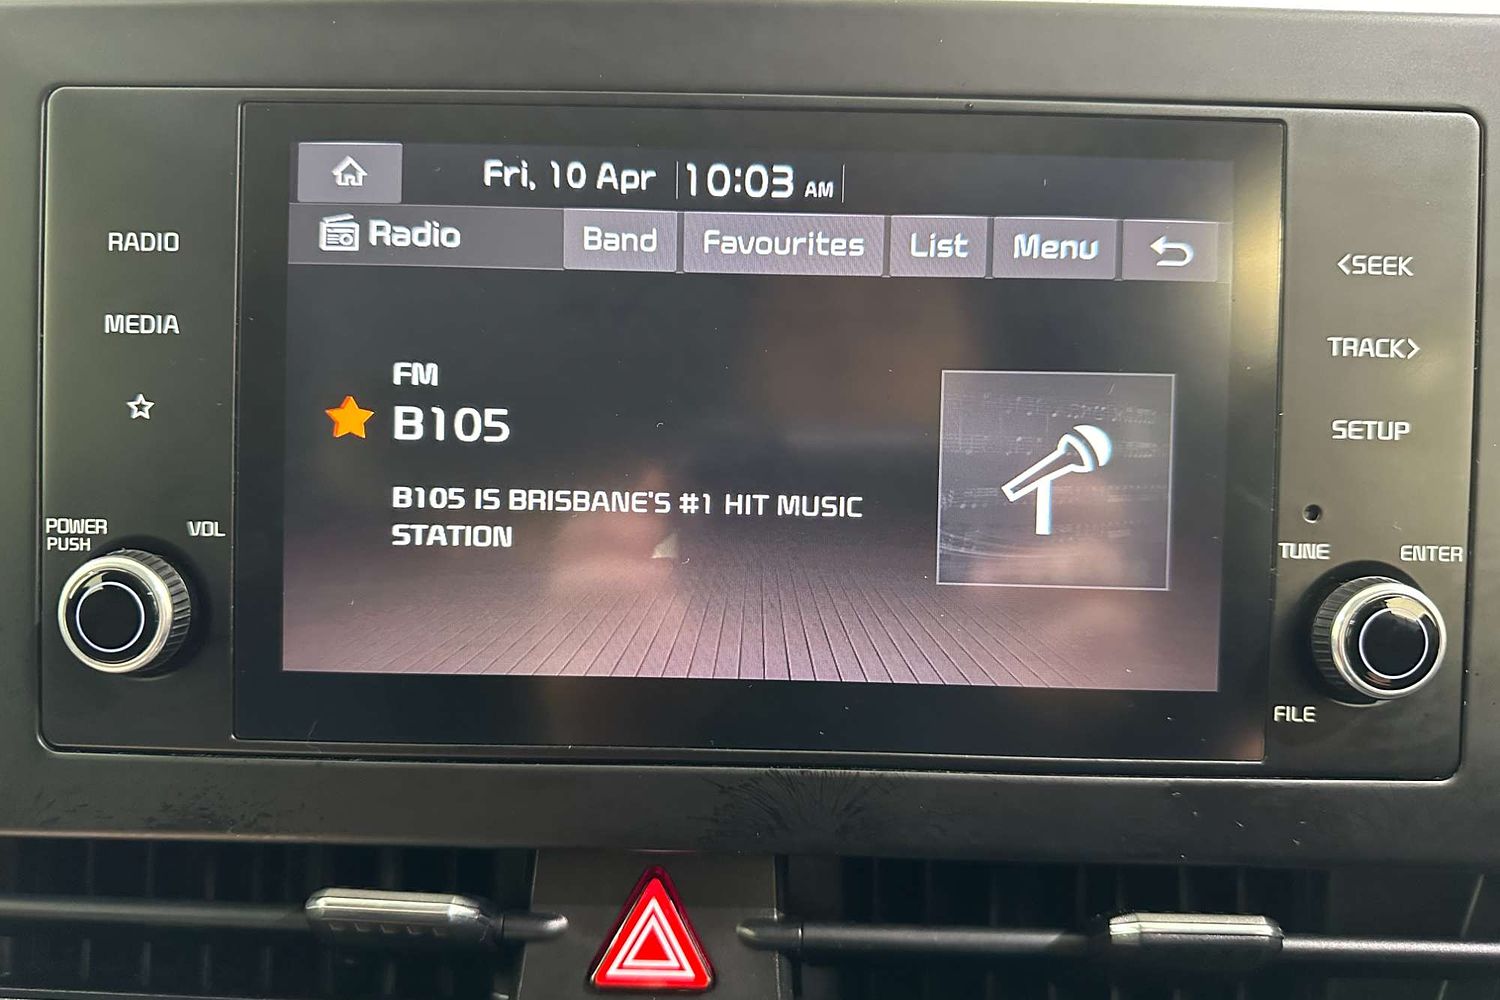 Fri, 10 Apr 10:03 AM
Radio Band Favourites List Menu
RADIO
MEDIA
FM
B105
B105 IS BRISBANE'S #1 HIT MUSIC
STATION
POWER
PUSH
VOL
<SEEK
TRACK>
SETUP
TUNE
ENTER
FILE